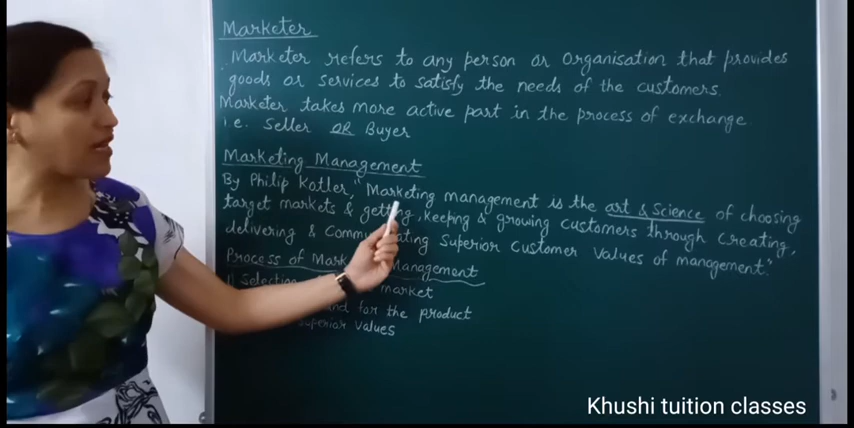 Marketer
Marketer refers to any person or Organisation that provides
goods or services to satisfy the needs of the customers.
Marketer takes more active part in the process of exchange
i.e. Seller OR Buyer
Marketing Management
By Philip Kotler, "Marketing management is the art & Science of choosing
target markets & getting, keeping & growing customers through creating,
delivering & Communicating Superior Customer Values of management".
Process of Management
1) Selection market
for the product
Superior values
Khushi tuition classes